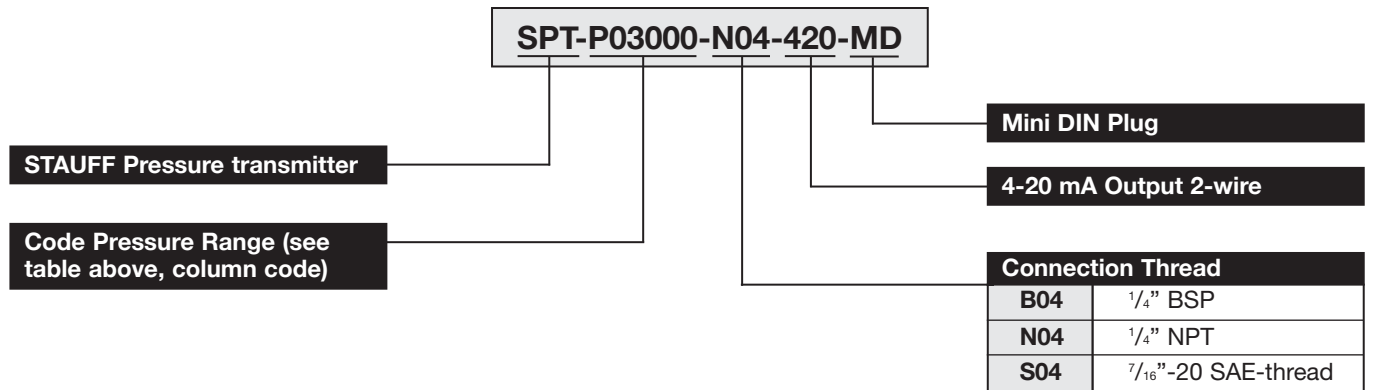 SPT-P03000-N04-420-MD
Mini DIN Plug
STAUFF Pressure transmitter
4-20 mA Output 2-wire
Code Pressure Range (see
table above, column code)
Connection Thread
B04 1/4” BSP
N04 1/4” NPT
S04 7/16"-20 SAE-thread